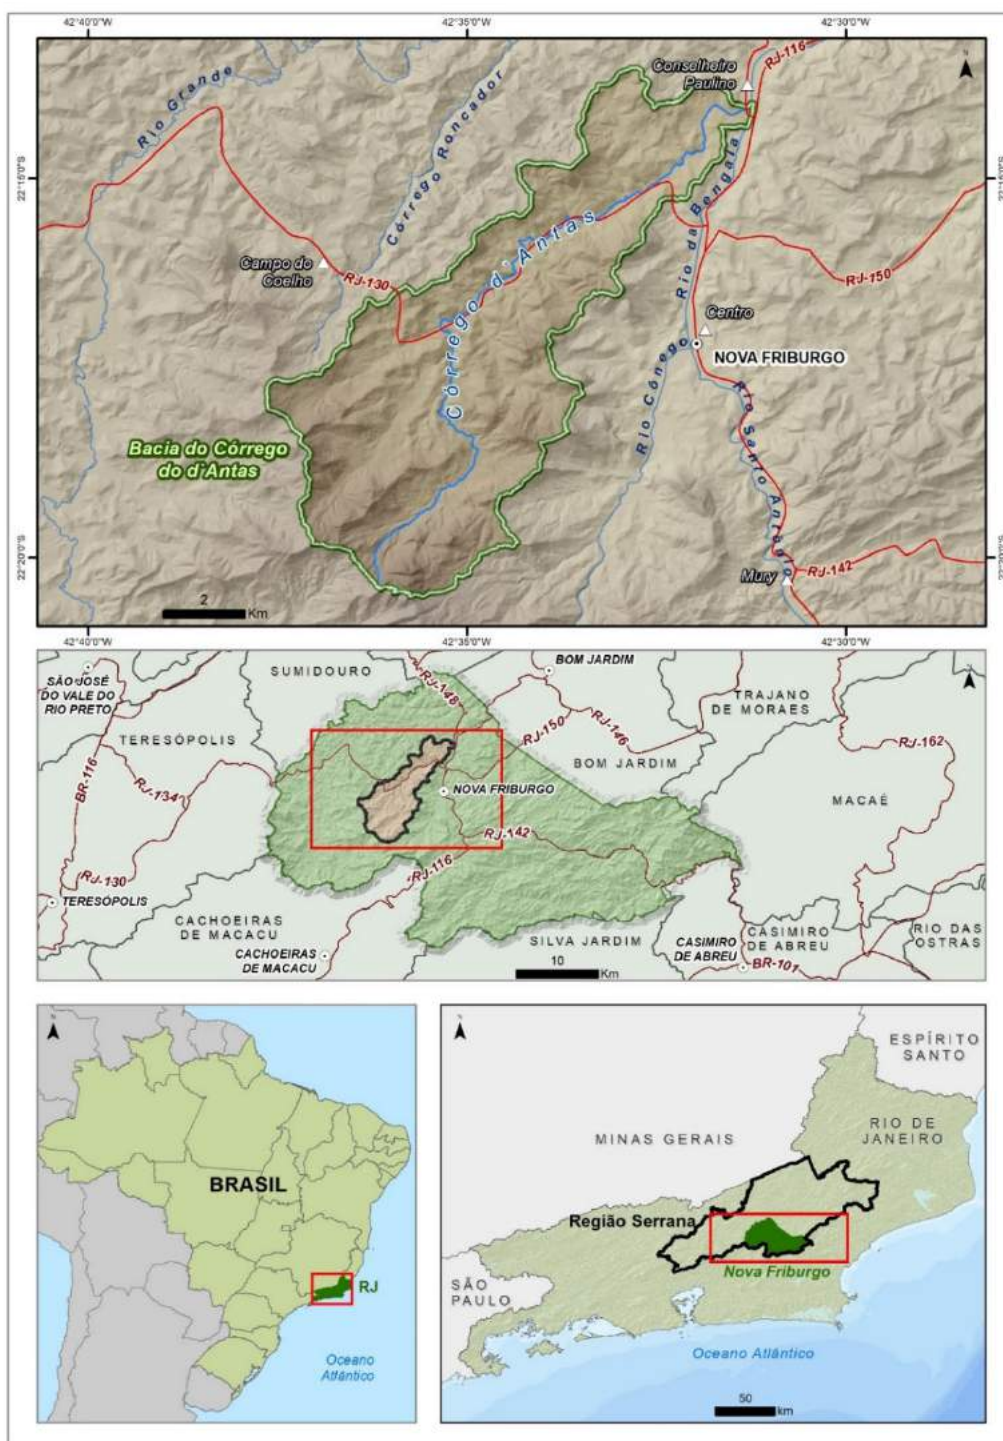 42°40'0"W
42°35'0"W
42°30'0"W
Conselheiro
Paulino
RJ-116
Rio Grande
Córrego Roncador
22°15'0"S
22°15'0"S
Rio da Bengala
Córrego d'Antas
Campo do
Coelho
RJ-130
RJ-150
Centro
NOVA FRIBURGO
Rio Cônego
Rio Santo Antonio
Bacia do Córrego
do d'Antas
22°20'0"S
22°20'0"S
Mury
RJ-142
2
Km
42°40'0"W
42°35'0"W
42°30'0"W
SUMIDOURO
BOM JARDIM
SÃO JOSÉ
DO VALE DO
RIO PRETO
RJ-148
TRAJANO
DE MORAES
TERESÓPOLIS
RJ-150
RJ-146
RJ-162
BR-116
BOM JARDIM
RJ-134
NOVA FRIBURGO
MACAÉ
RJ-142
RJ-116
RJ-130
TERESÓPOLIS
CACHOEIRAS
DE MACACU
SILVA JARDIM
CASIMIRO
DE ABREU
CASIMIRO
DE ABREU
RIO DAS
OSTRAS
CACHOEIRAS
DE MACACU
BR-101
10
Km
BRASIL
RJ
Oceano
Atlântico
ESPÍRITO
SANTO
RIO DE
JANEIRO
MINAS GERAIS
Região Serrana
Nova Friburgo
SÃO
PAULO
Oceano Atlântico
50
km